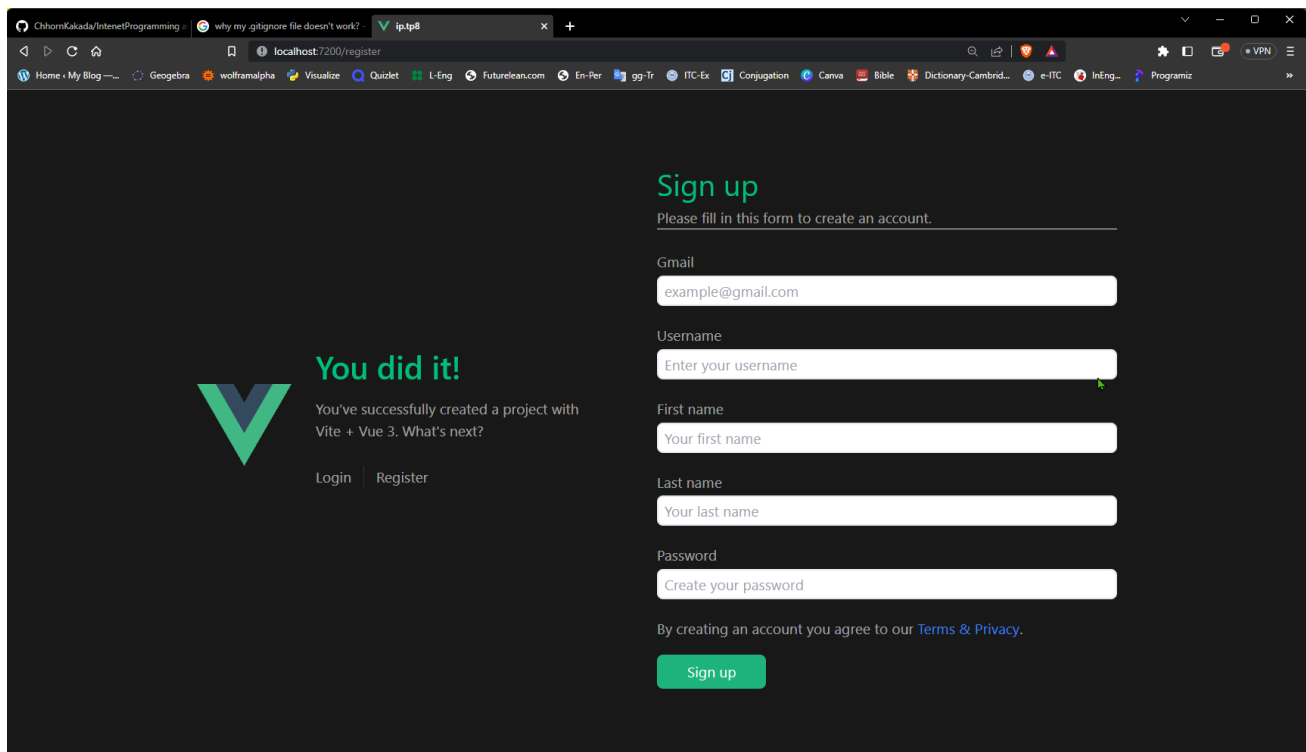 ChhornKakada/IntenetProgramming a
why my .gitignore file doesn't work? -
ip.tp8
localhost:7200/register
VPN
Home ‹ My Blog —... Geogebra wolframalpha Visualize Quizlet L-Eng Futurelean.com En-Per gg-Tr ITC-Ex Conjugation Canva Bible Dictionary-Cambrid... e-ITC InEng... Programiz »
Sign up
Please fill in this form to create an account.
Gmail
example@gmail.com
Username
Enter your username
First name
Your first name
Last name
Your last name
Password
Create your password
By creating an account you agree to our Terms & Privacy.
Sign up
You did it!
You've successfully created a project with
Vite + Vue 3. What's next?
Login Register